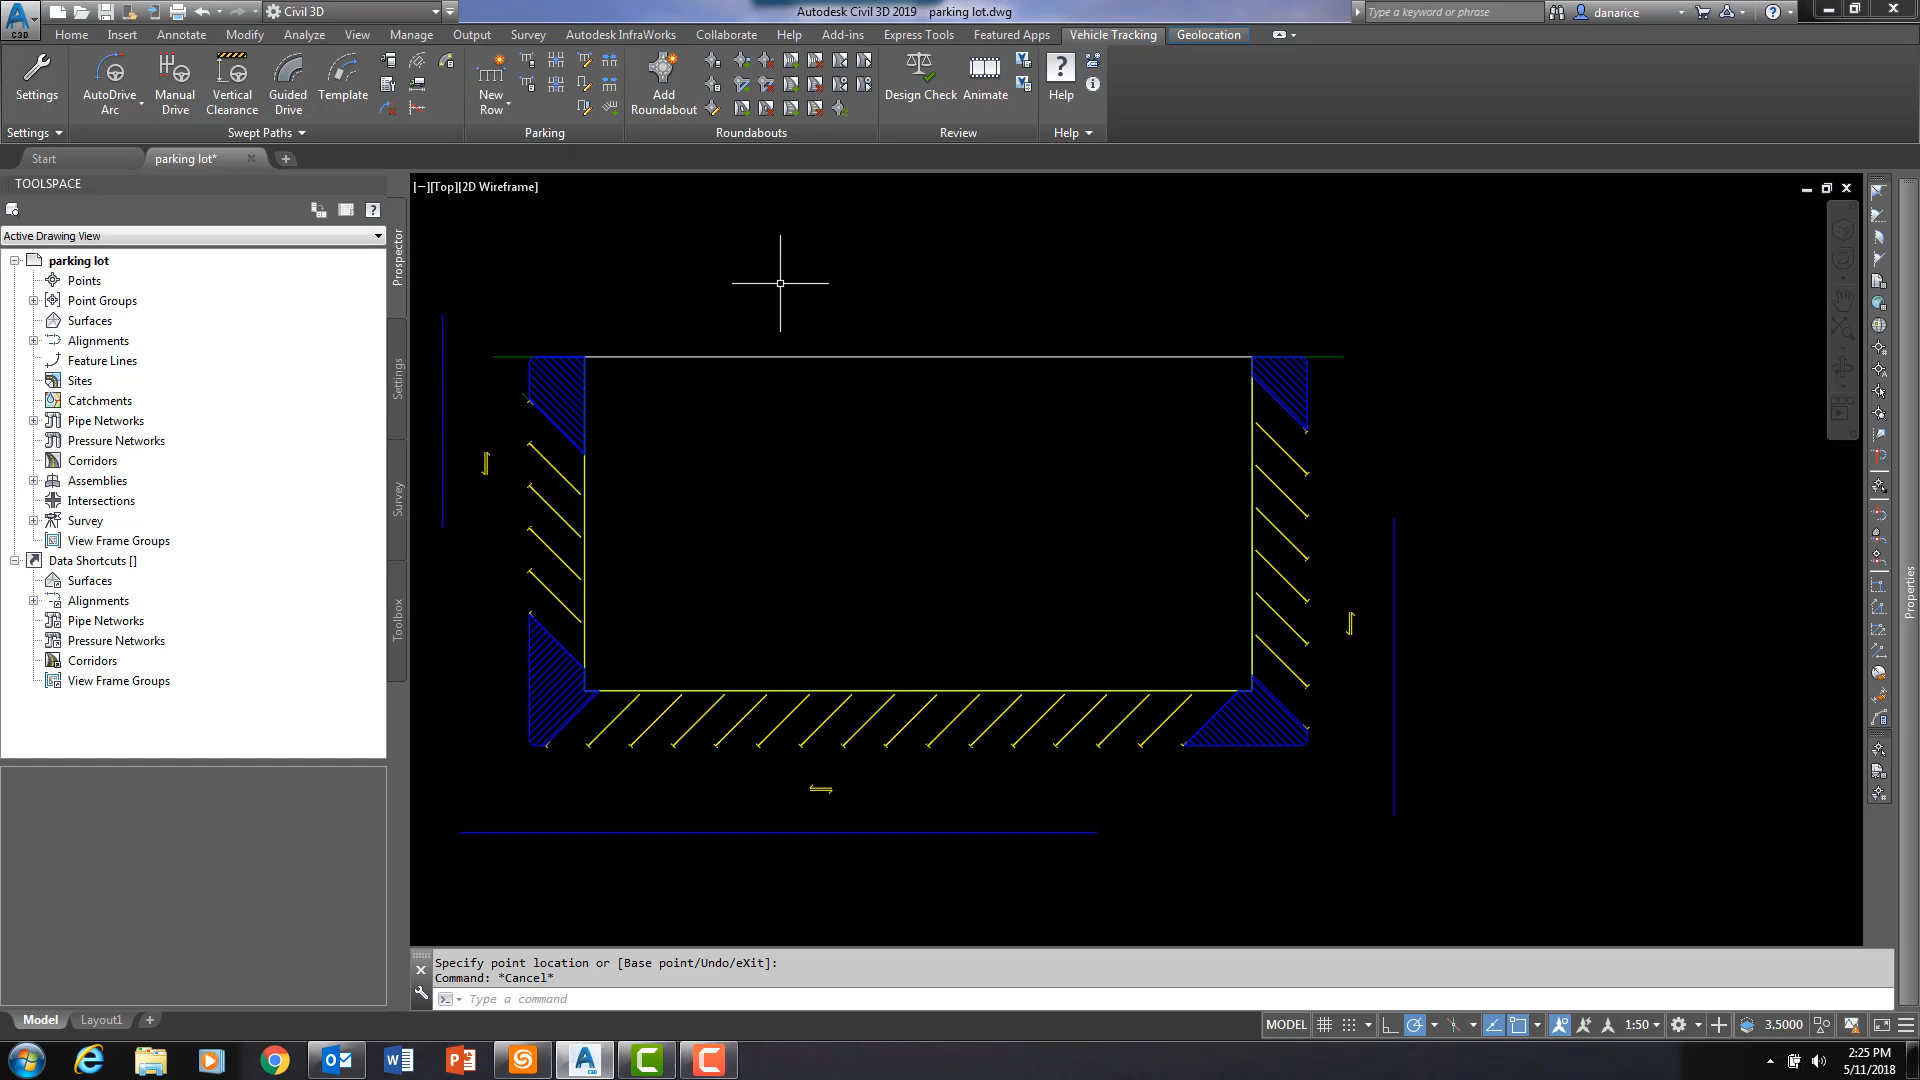 Civil 3D
Autodesk Civil 3D 2019 parking lot.dwg
Type a keyword or phrase
danarice
C3D
Home Insert Annotate Modify Analyze View Manage Output Survey Autodesk InfraWorks Collaborate Help Add-ins Express Tools Featured Apps Vehicle Tracking Geolocation
Settings
AutoDrive Arc
Manual Drive
Vertical Clearance
Guided Drive
Template
New Row
Add Roundabout
Design Check
Animate
Help
Settings
Swept Paths
Parking
Roundabouts
Review
Help
Start
parking lot*
TOOLSPACE
Active Drawing View
parking lot
Points
Point Groups
Surfaces
Alignments
Feature Lines
Sites
Catchments
Pipe Networks
Pressure Networks
Corridors
Assemblies
Intersections
Survey
View Frame Groups
Data Shortcuts []
Surfaces
Alignments
Pipe Networks
Pressure Networks
Corridors
View Frame Groups
Prospector
Settings
Survey
Toolbox
[−][Top][2D Wireframe]
Properties
Specify point location or [Base point/Undo/eXit]:
Command: *Cancel*
Type a command
Model
Layout1
MODEL
1:50
3.5000
2:25 PM
5/11/2018